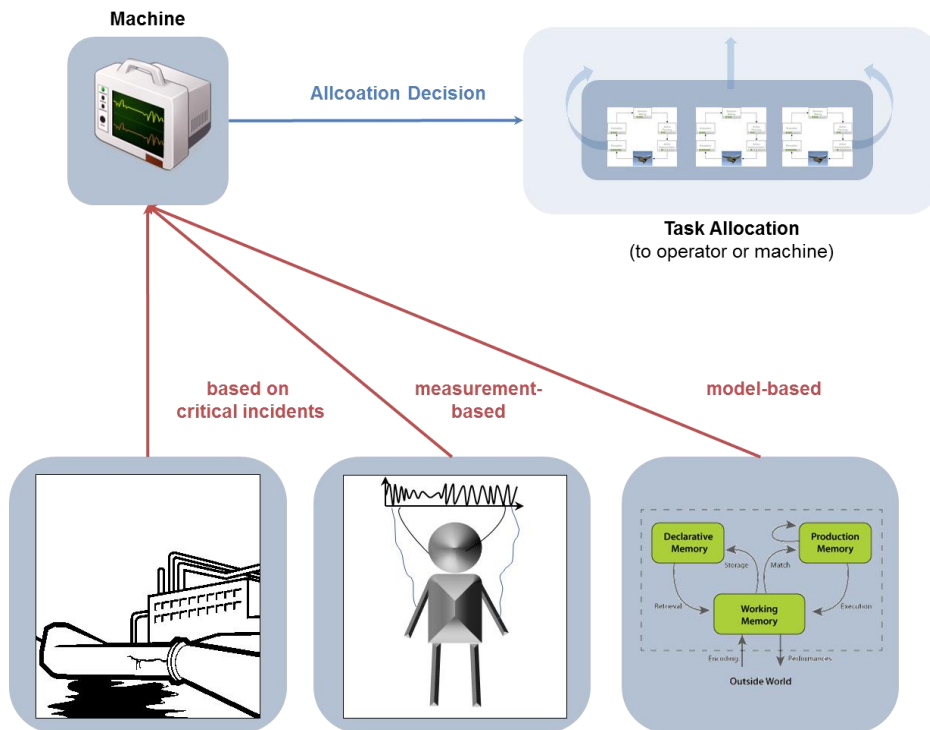 Machine
Allcoation Decision
Task Allocation
(to operator or machine)
based on
critical incidents
measurement-
based
model-based
Declarative
Memory
Production
Memory
Storage
Match
Retrieval
Working
Memory
Execution
Encoding
Performances
Outside World